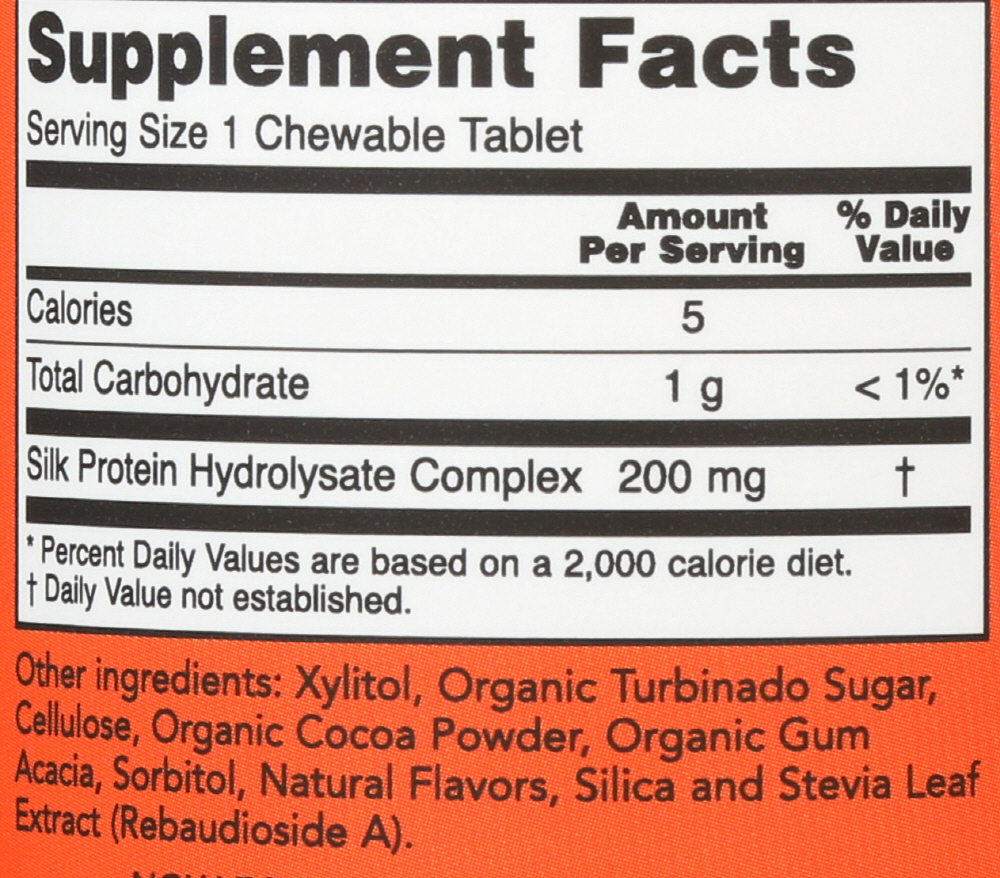 Supplement Facts
Serving Size 1 Chewable Tablet
Amount Per Serving % Daily Value
Calories 5
Total Carbohydrate 1 g < 1%*
Silk Protein Hydrolysate Complex 200 mg †
* Percent Daily Values are based on a 2,000 calorie diet.
† Daily Value not established.
Other ingredients: Xylitol, Organic Turbinado Sugar,
Cellulose, Organic Cocoa Powder, Organic Gum
Acacia, Sorbitol, Natural Flavors, Silica and Stevia Leaf
Extract (Rebaudioside A).